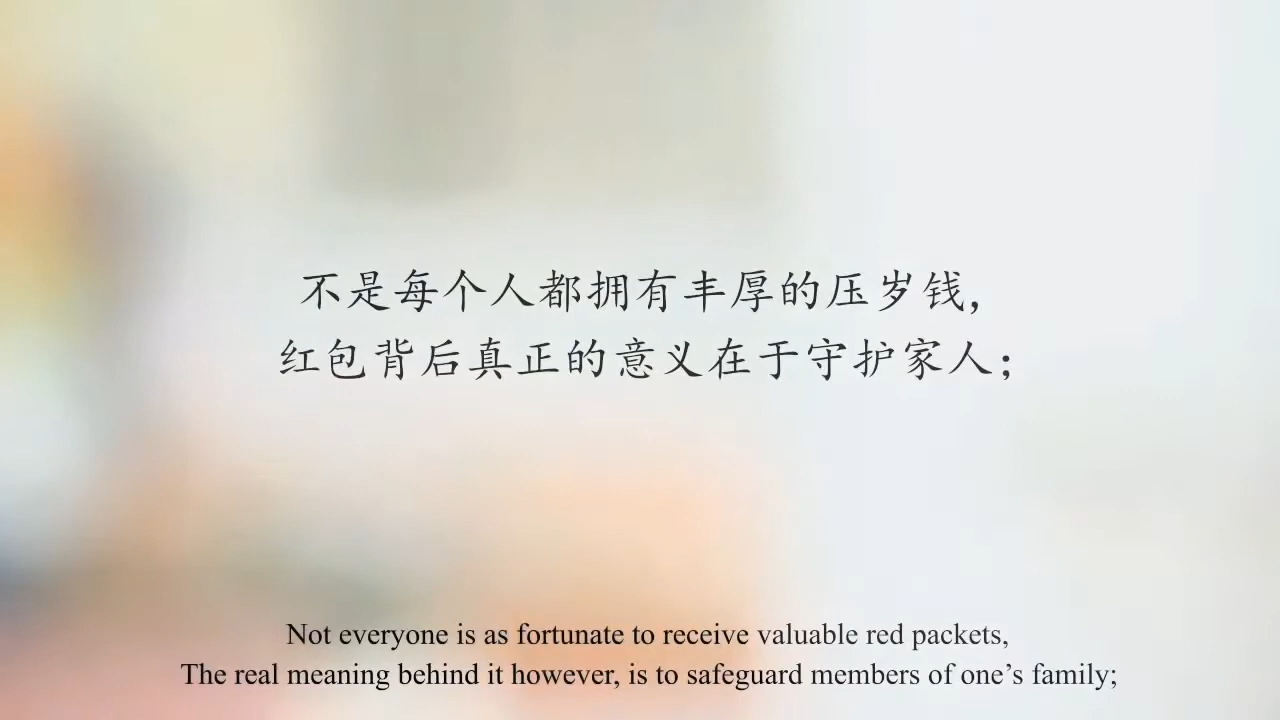 不是每个人都拥有丰厚的压岁钱，
红包背后真正的意义在于守护家人；
Not everyone is as fortunate to receive valuable red packets,
The real meaning behind it however, is to safeguard members of one’s family;